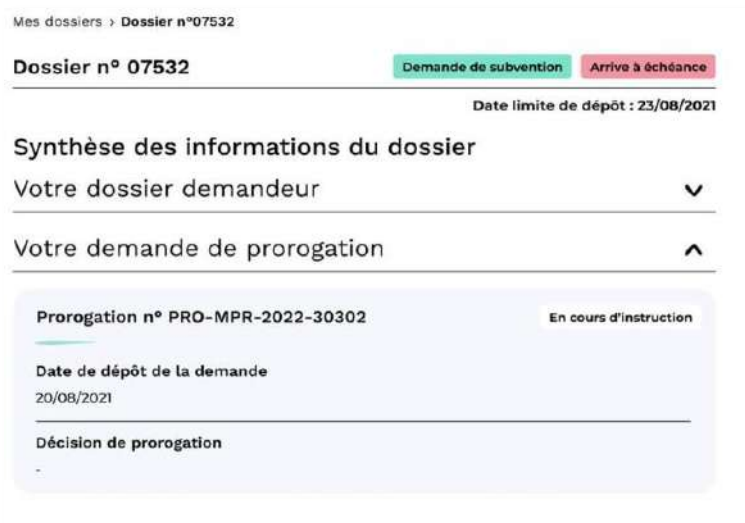 Mes dossiers > Dossier n°07532
Dossier n° 07532
Demande de subvention
Arrive à échéance
Date limite de dépôt : 23/08/2021
Synthèse des informations du dossier
Votre dossier demandeur
Votre demande de prorogation
Prorogation n° PRO-MPR-2022-30302
En cours d'instruction
Date de dépôt de la demande
20/08/2021
Décision de prorogation
-